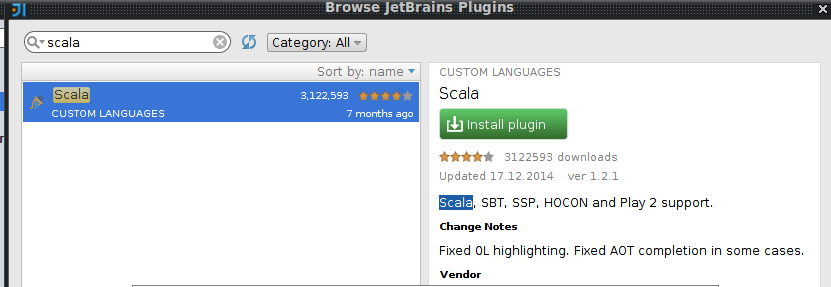 Browse JetBrains Plugins
scala
Category: All
Sort by: name
Scala
3,122,593
CUSTOM LANGUAGES
7 months ago
CUSTOM LANGUAGES
Scala
Install plugin
3122593 downloads
Updated 17.12.2014 ver 1.2.1
Scala, SBT, SSP, HOCON and Play 2 support.
Change Notes
Fixed 0L highlighting. Fixed AOT completion in some cases.
Vendor